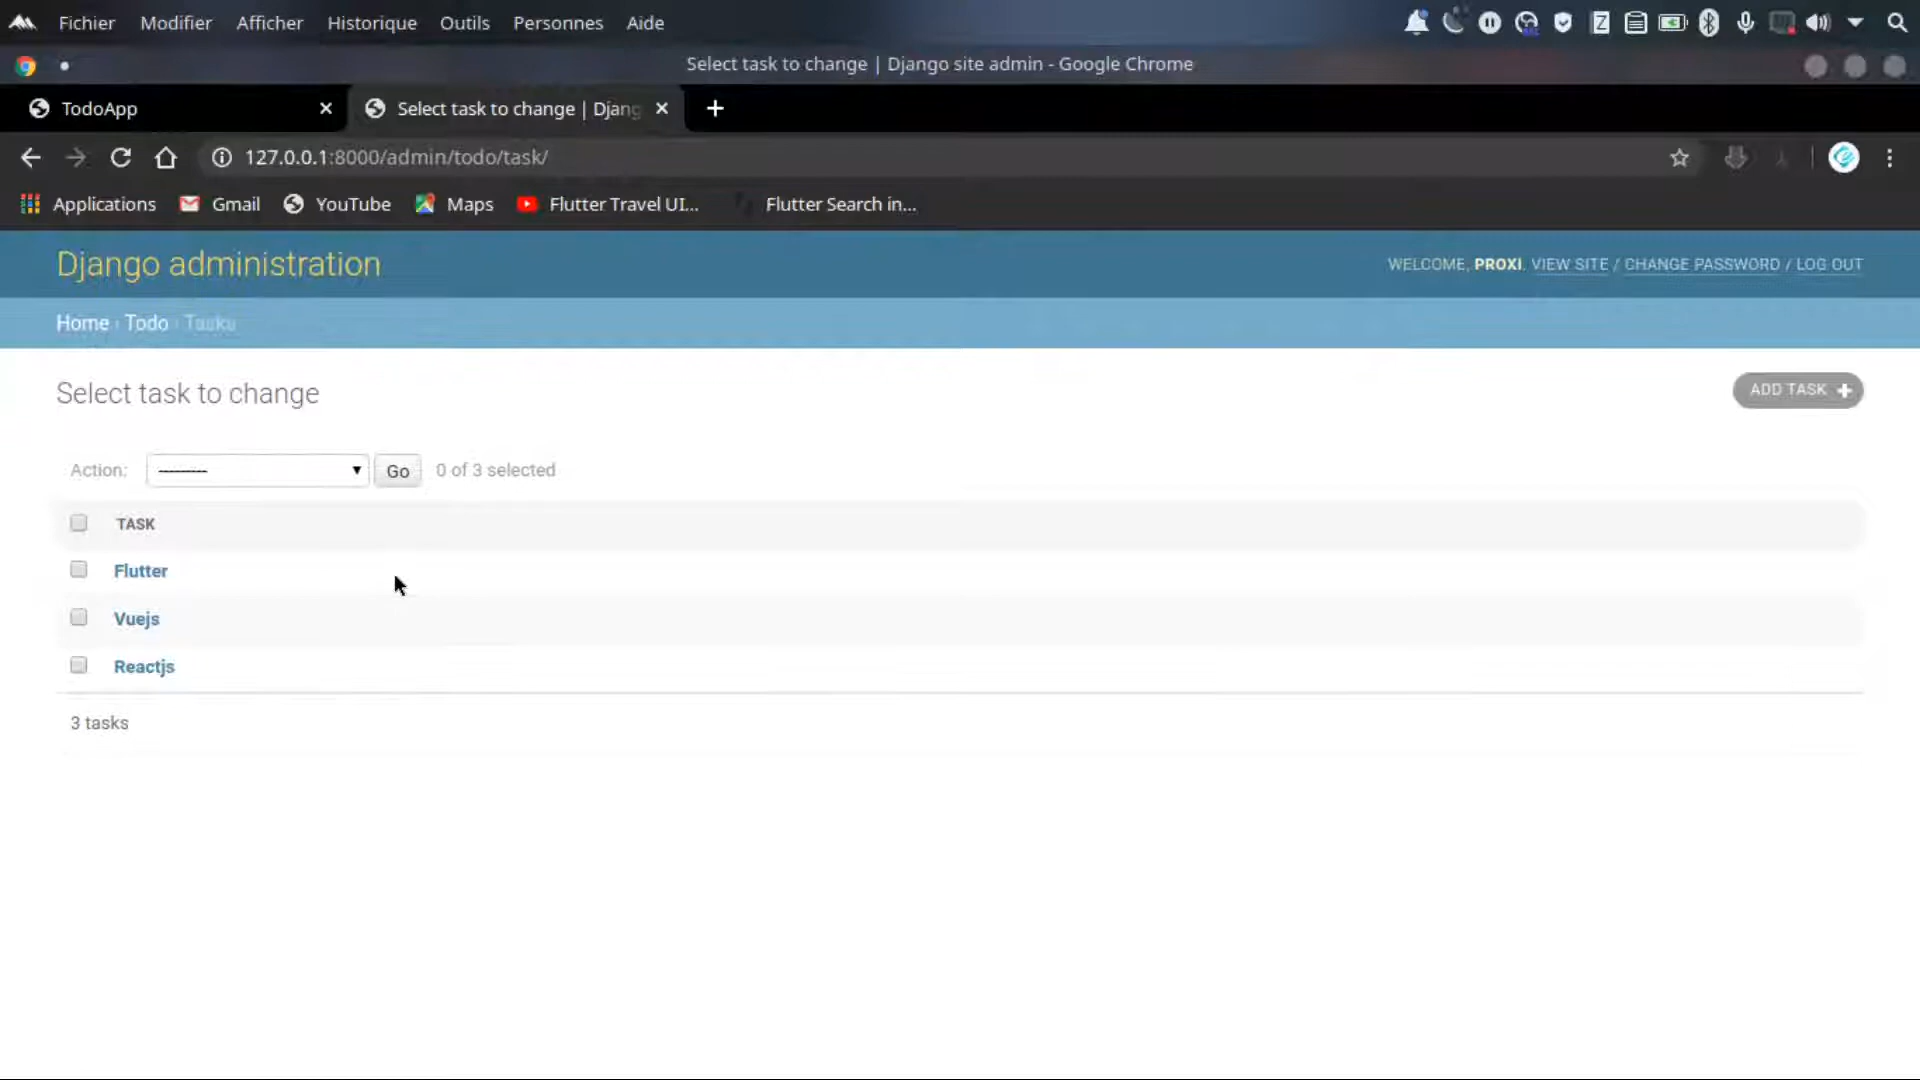 Fichier Modifier Afficher Historique Outils Personnes Aide
Select task to change | Django site admin - Google Chrome
TodoApp
Select task to change | Djang
127.0.0.1:8000/admin/todo/task/
Applications Gmail YouTube Maps Flutter Travel UI... Flutter Search in...
Django administration
WELCOME, PROXI. VIEW SITE / CHANGE PASSWORD / LOG OUT
Home › Todo › Tasks
Select task to change
ADD TASK +
Action: --------- Go 0 of 3 selected
TASK
Flutter
Vuejs
Reactjs
3 tasks